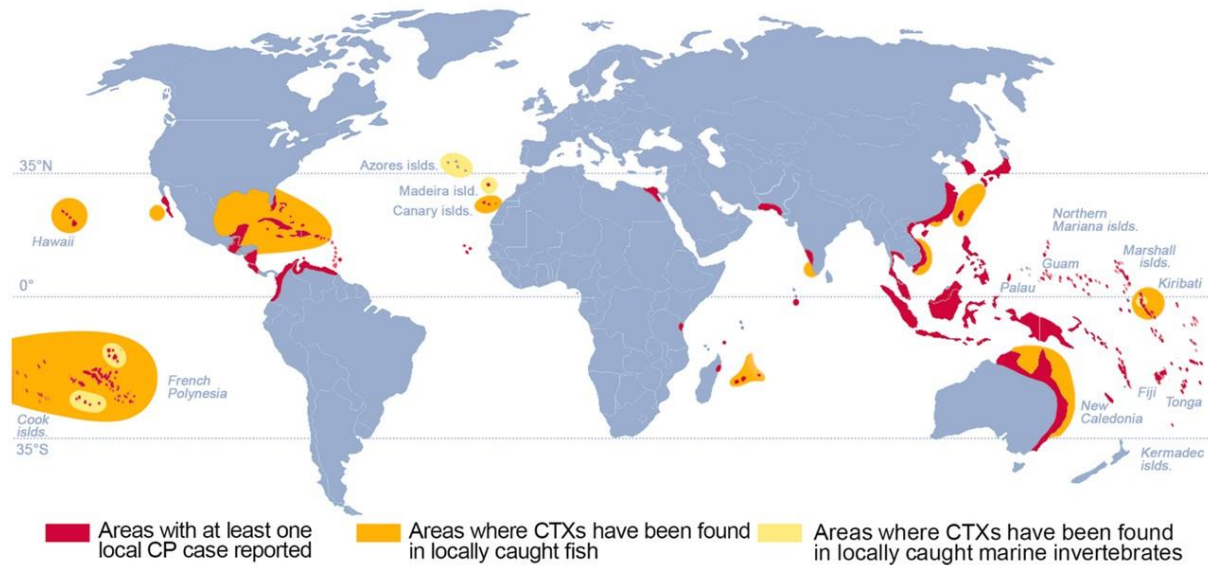 35°N
Azores islds.
Madeira isld.
Canary islds.
Hawaii
Northern
Mariana islds.
Marshall
islds.
Guam
Kiribati
Palau
0°
French
Polynesia
Cook
islds.
35°S
Fiji
Tonga
New
Caledonia
Kermadec
islds.
Areas with at least one
local CP case reported
Areas where CTXs have been found
in locally caught fish
Areas where CTXs have been found
in locally caught marine invertebrates